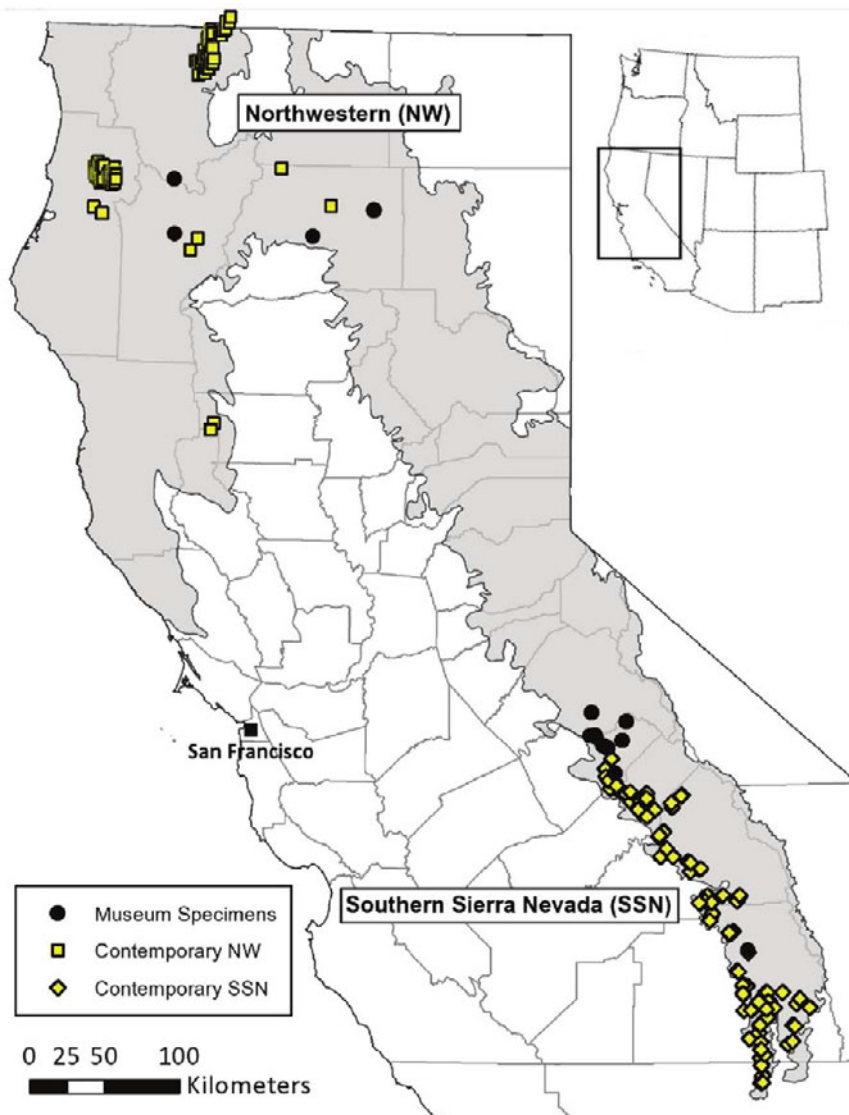 Northwestern (NW)
San Francisco
Southern Sierra Nevada (SSN)
Museum Specimens
Contemporary NW
Contemporary SSN
0 25 50 100
Kilometers